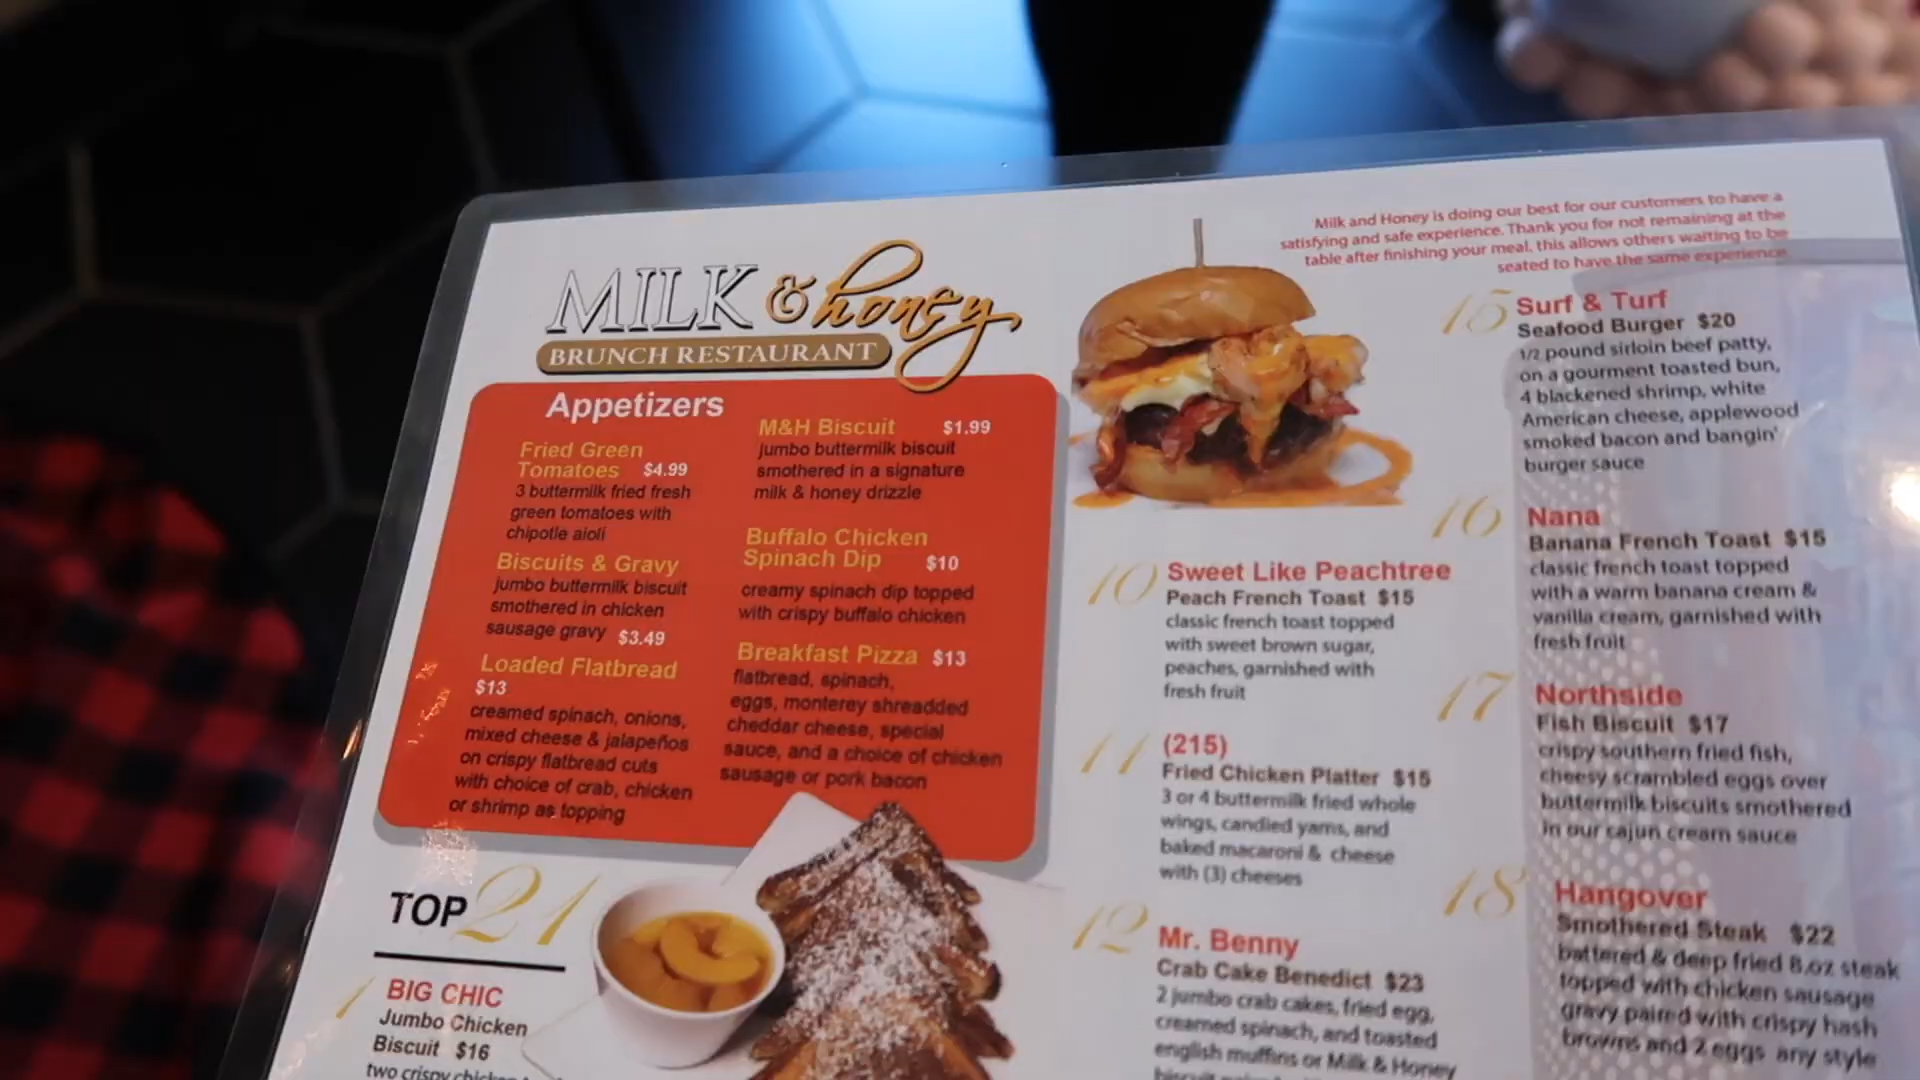 MILK & honey
BRUNCH RESTAURANT
Appetizers
Fried Green
Tomatoes $4.99
3 buttermilk fried fresh
green tomatoes with
chipotle aioli
Biscuits & Gravy
jumbo buttermilk biscuit
smothered in chicken
sausage gravy $3.49
Loaded Flatbread
$13
creamed spinach, onions,
mixed cheese & jalapeños
on crispy flatbread cuts
with choice of crab, chicken
or shrimp as topping
M&H Biscuit $1.99
jumbo buttermilk biscuit
smothered in a signature
milk & honey drizzle
Buffalo Chicken
Spinach Dip $10
creamy spinach dip topped
with crispy buffalo chicken
Breakfast Pizza $13
flatbread, spinach,
eggs, monterey shreadded
cheddar cheese, special
sauce, and a choice of chicken
sausage or pork bacon
TOP 21
1 BIG CHIC
Jumbo Chicken
Biscuit $16
two crispy chicken
10 Sweet Like Peachtree
Peach French Toast $15
classic french toast topped
with sweet brown sugar,
peaches, garnished with
fresh fruit
11 (215)
Fried Chicken Platter $15
3 or 4 buttermilk fried whole
wings, candied yams, and
baked macaroni & cheese
with (3) cheeses
12 Mr. Benny
Crab Cake Benedict $23
2 jumbo crab cakes, fried egg,
creamed spinach, and toasted
english muffins or Milk & Honey
Milk and Honey is doing our best for our customers to have a
satisfying and safe experience. Thank you for not remaining at the
table after finishing your meal, this allows others waiting to be
seated to have the same experience.
15 Surf & Turf
Seafood Burger $20
1/2 pound sirloin beef patty,
on a gourment toasted bun,
4 blackened shrimp, white
American cheese, applewood
smoked bacon and bangin'
burger sauce
16 Nana
Banana French Toast $15
classic french toast topped
with a warm banana cream &
vanilla cream, garnished with
fresh fruit
17 Northside
Fish Biscuit $17
crispy southern fried fish,
cheesy scrambled eggs over
buttermilk biscuits smothered
in our cajun cream sauce
18 Hangover
Smothered Steak $22
battered & deep fried 8.oz steak
topped with chicken sausage
gravy paired with crispy hash
browns and 2 eggs any style